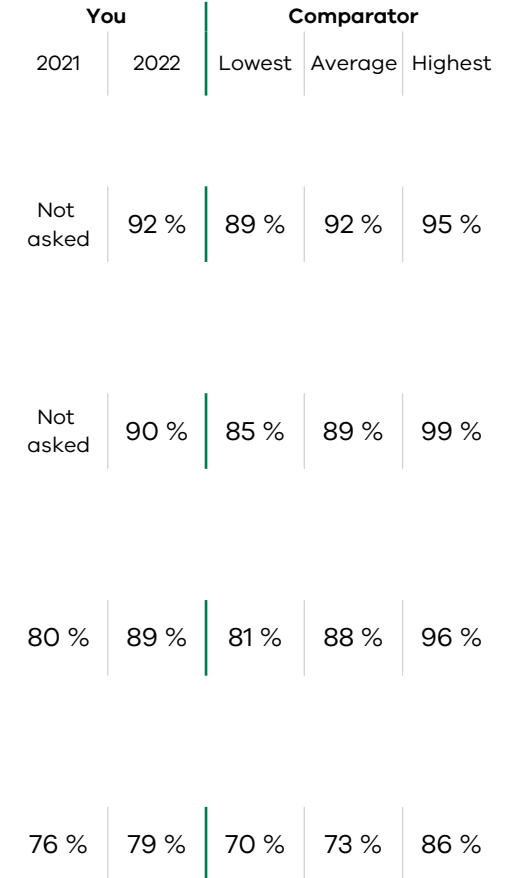 You Comparator
2021 2022 Lowest Average Highest
Not
asked 92 % 89 % 92 % 95 %
Not
asked 90 % 85 % 89 % 99 %
80 % 89 % 81 % 88 % 96 %
76 % 79 % 70 % 73 % 86 %